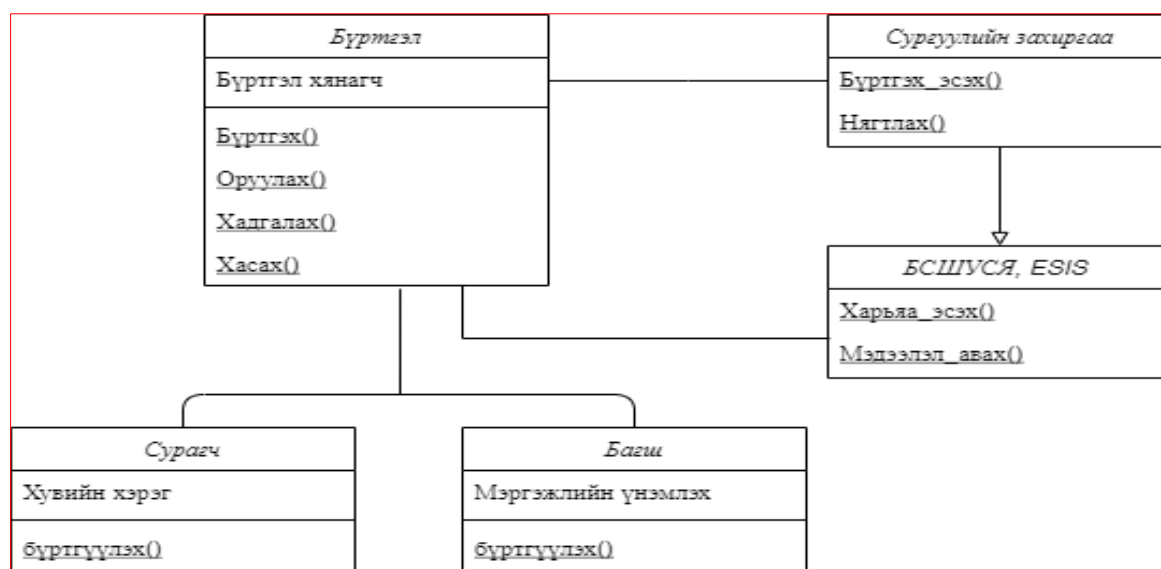 Бүртгэл
Бүртгэл хянагч
Бүртгэх()
Оруулах()
Хадгалах()
Хасах()
Сургуулийн захиргаа
Бүртгэх_эсэх()
Нягтлах()
БСШУСЯ, ESIS
Харьяа_эсэх()
Мэдээлэл_авах()
Сурагч
Хувийн хэрэг
бүртгүүлэх()
Багш
Мэргэжлийн үнэмлэх
бүртгүүлэх()